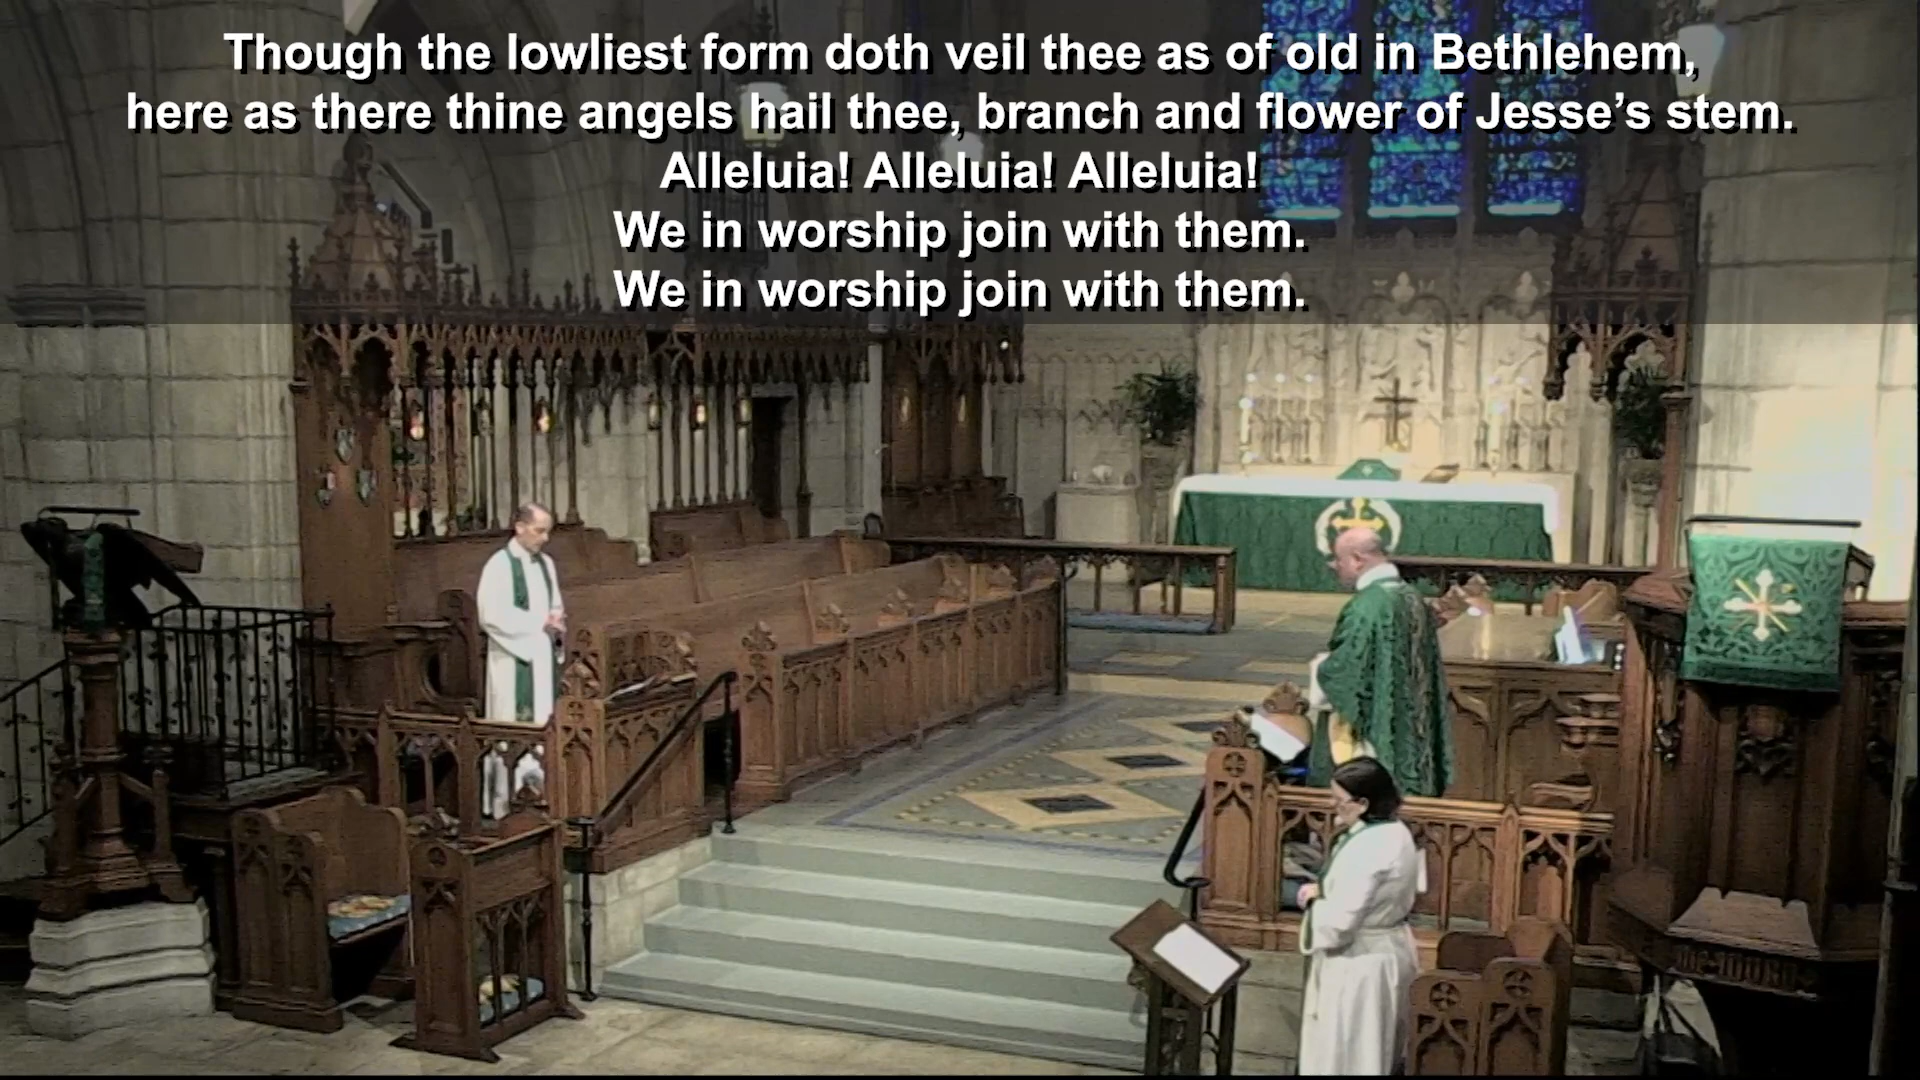 Though the lowliest form doth veil thee as of old in Bethlehem,
here as there thine angels hail thee, branch and flower of Jesse’s stem.
Alleluia! Alleluia! Alleluia!
We in worship join with them.
We in worship join with them.